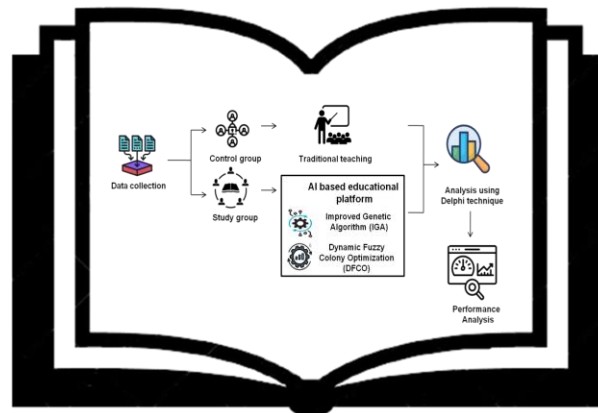 Data collection
Control group
Study group
Traditional teaching
AI based educational
platform
Improved Genetic
Algorithm (IGA)
Dynamic Fuzzy
Colony Optimization
(DFCO)
Analysis using
Delphi technique
Performance
Analysis